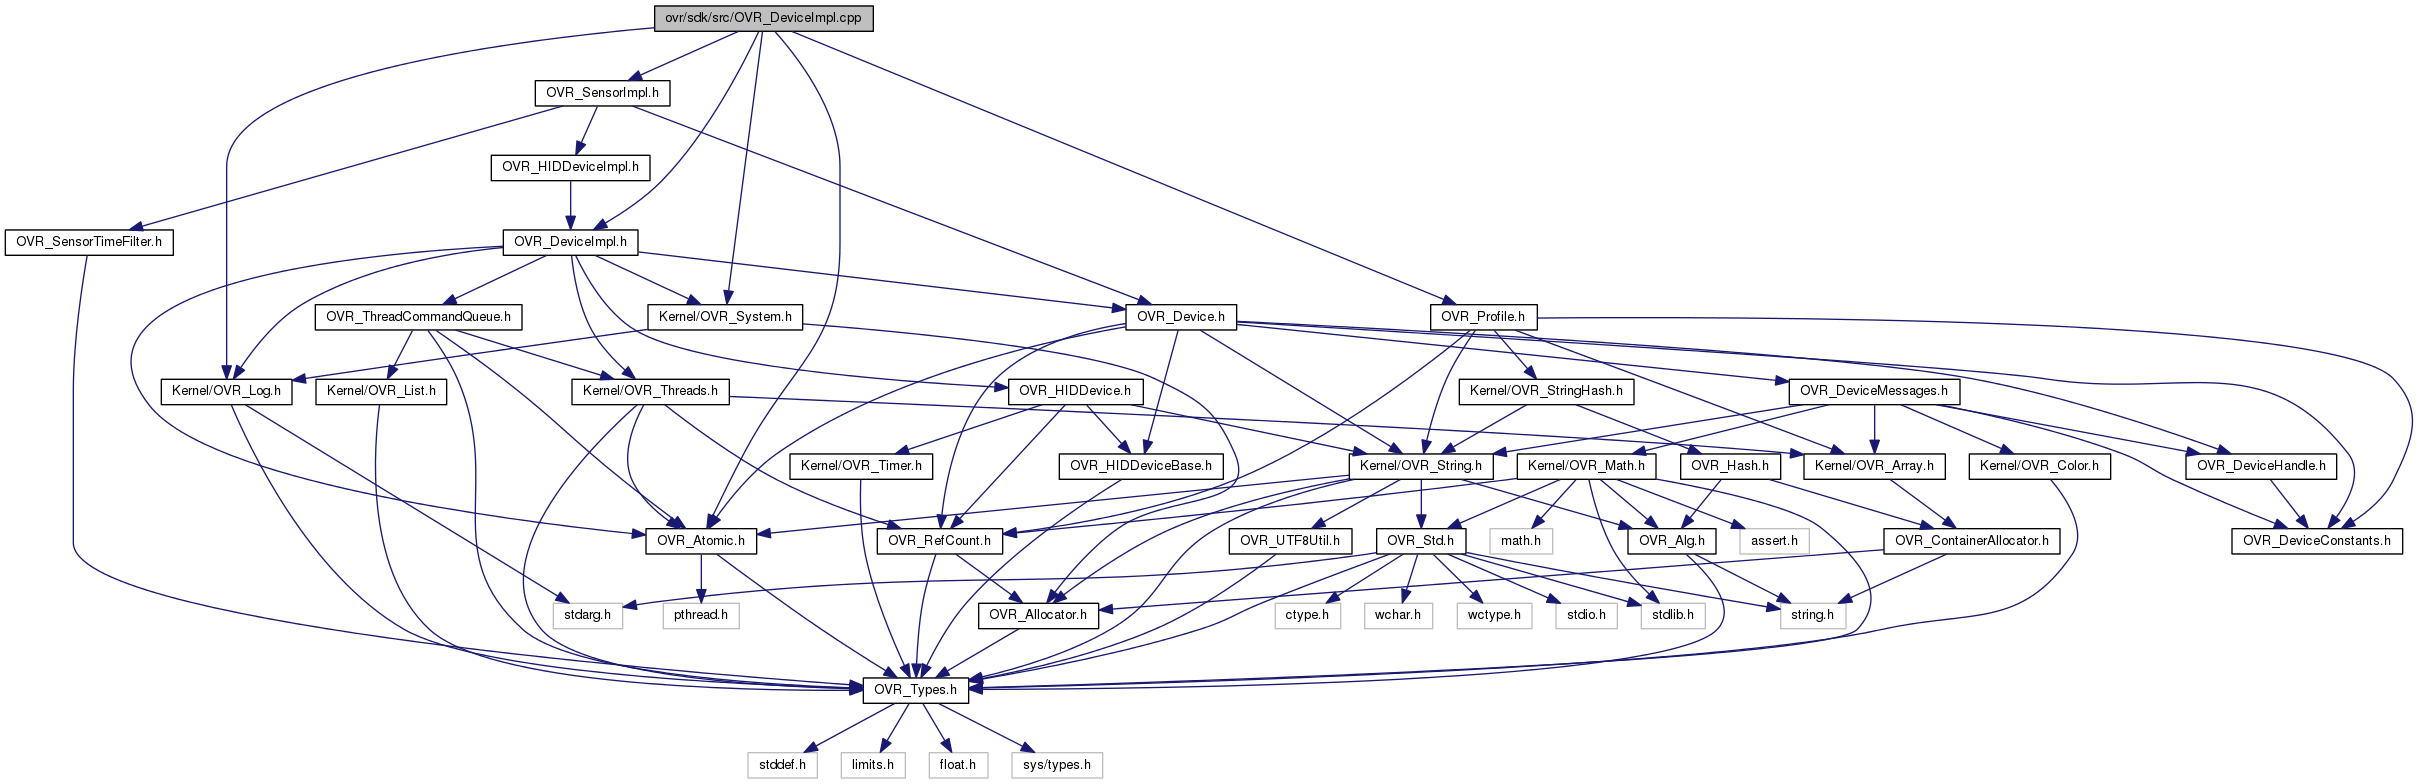 ovr/sdk/src/OVR_DeviceImpl.cpp
OVR_SensorImpl.h
OVR_HIDDeviceImpl.h
OVR_SensorTimeFilter.h
OVR_DeviceImpl.h
OVR_ThreadCommandQueue.h
Kernel/OVR_System.h
OVR_Device.h
OVR_Profile.h
Kernel/OVR_Log.h
Kernel/OVR_List.h
Kernel/OVR_Threads.h
OVR_HIDDevice.h
Kernel/OVR_StringHash.h
OVR_DeviceMessages.h
Kernel/OVR_Timer.h
OVR_HIDDeviceBase.h
Kernel/OVR_String.h
Kernel/OVR_Math.h
OVR_Hash.h
Kernel/OVR_Array.h
Kernel/OVR_Color.h
OVR_DeviceHandle.h
OVR_Atomic.h
OVR_RefCount.h
OVR_UTF8Util.h
OVR_Std.h
math.h
OVR_Alg.h
assert.h
OVR_ContainerAllocator.h
OVR_DeviceConstants.h
stdarg.h
pthread.h
OVR_Allocator.h
ctype.h
wchar.h
wctype.h
stdio.h
stdlib.h
string.h
OVR_Types.h
stddef.h
limits.h
float.h
sys/types.h